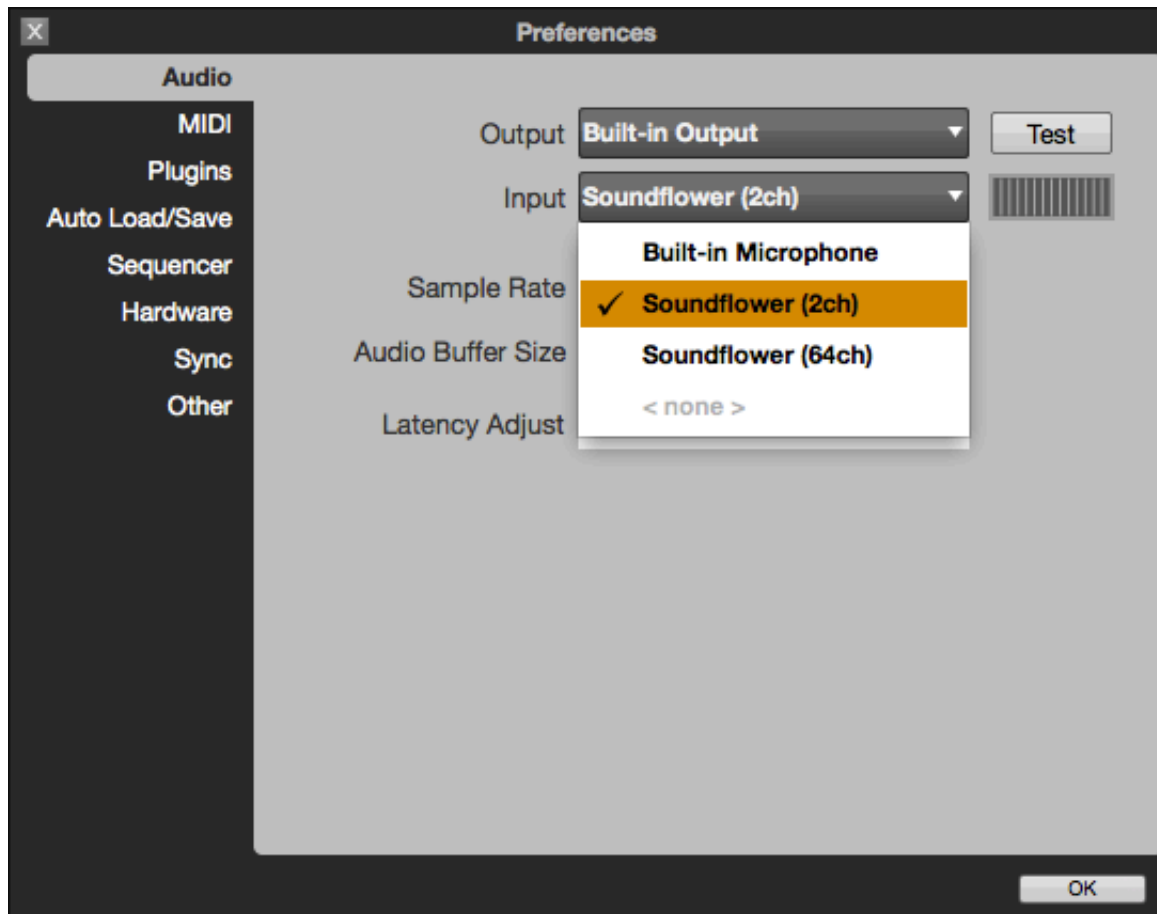 X
Preferences
Audio
MIDI
Plugins
Auto Load/Save
Sequencer
Hardware
Sync
Other
Output Built-in Output Test
Input Soundflower (2ch)
Built-in Microphone
Sample Rate
✓ Soundflower (2ch)
Audio Buffer Size
Soundflower (64ch)
< none >
Latency Adjust
OK